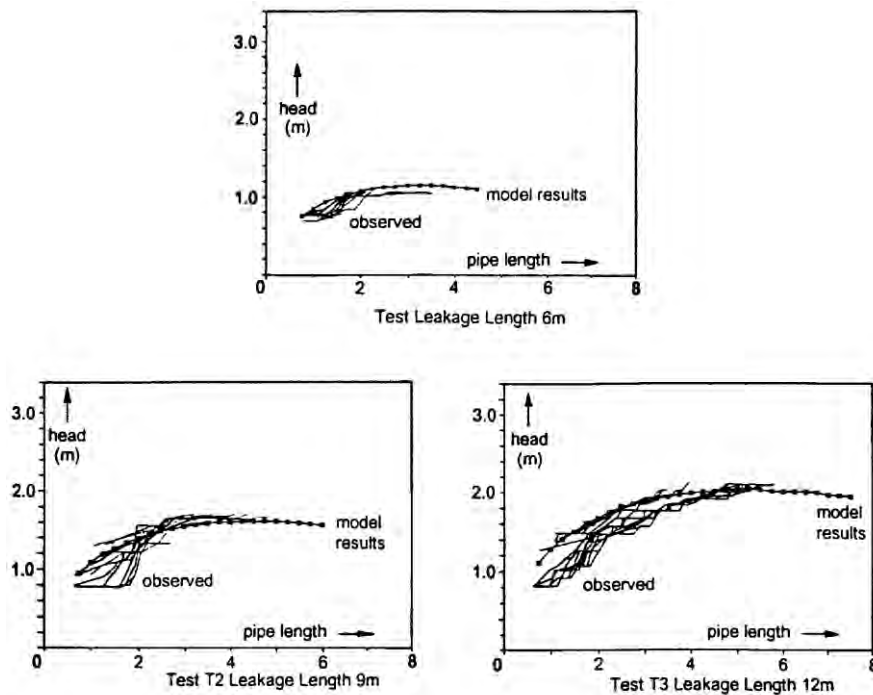 3.0
head
(m)
2.0
1.0
model results
observed
pipe length
0 2 4 6 8
Test Leakage Length 6m
3.0
head
(m)
2.0
1.0
model
results
observed
pipe length
0 2 4 6 8
Test T2 Leakage Length 9m
3.0
head
(m)
2.0
1.0
model
results
observed
pipe length
0 2 4 6 8
Test T3 Leakage Length 12m